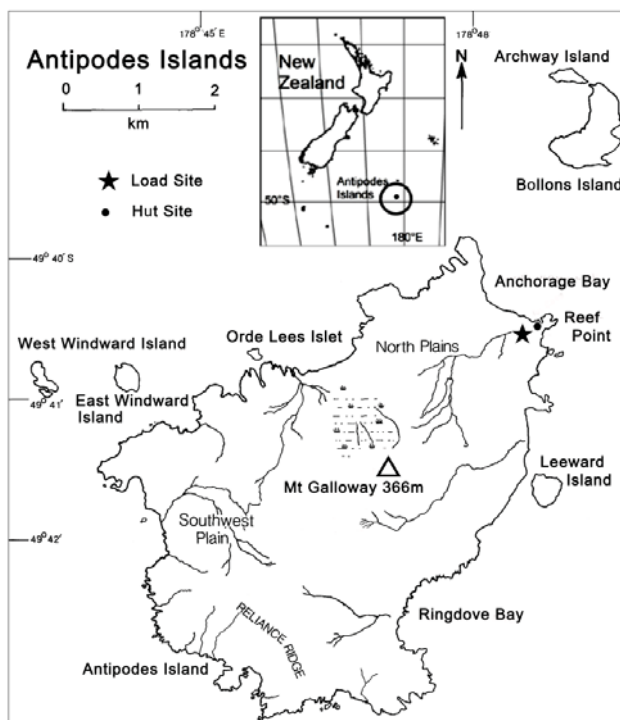 178°45'E
178°48'
Antipodes Islands
0 1 2
km
New
Zealand
N
Archway Island
Bollons Island
Load Site
Hut Site
Antipodes
Islands
50°S
180°E
49°40'S
Anchorage Bay
Reef
Point
West Windward Island
Orde Lees Islet
North Plains
East Windward
Island
49°41'
Mt Galloway 366m
Leeward
Island
Southwest
Plain
49°42'
Ringdove Bay
RELIANCE RIDGE
Antipodes Island